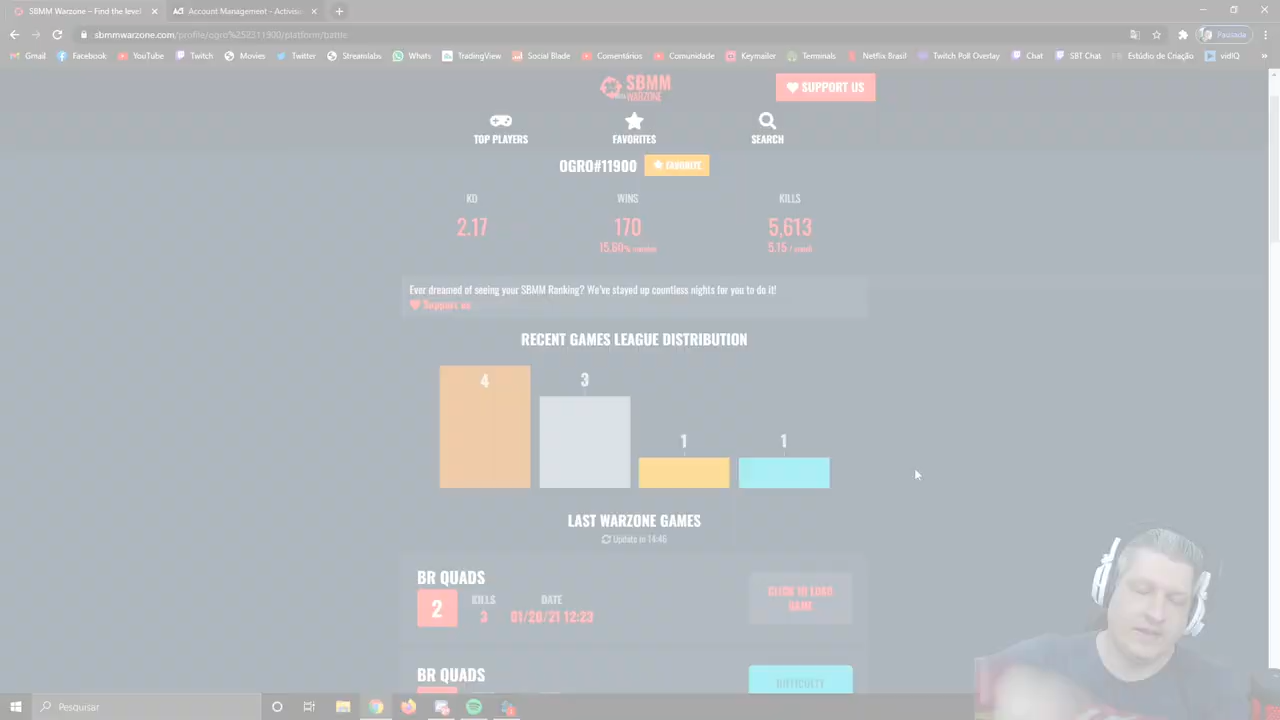 SBMM Warzone - Find the level
Account Management - Activisi
sbmmwarzone.com/profile/ogro%2311900/platform/battle
Pausada
Gmail
Facebook
YouTube
Twitch
Movies
Twitter
Streamlabs
Whats
TradingView
Social Blade
Comentários
Comunidade
Keymailer
Terminals
Netflix Brasil
Twitch Poll Overlay
Chat
SBT Chat
Estúdio de Criação
vidIQ
SBMM
WARZONE
SUPPORT US
TOP PLAYERS
FAVORITES
SEARCH
OGRO#11900
FAVORITE
KD
WINS
KILLS
2.17
170
5,613
15.60% matches
5.15 / match
Ever dreamed of seeing your SBMM Ranking? We've stayed up countless nights for you to do it!
Support us
RECENT GAMES LEAGUE DISTRIBUTION
4
3
1
1
LAST WARZONE GAMES
Update in 14:46
BR QUADS
2
KILLS
3
DATE
01/20/21 12:23
CLICK TO LOAD
GAME
BR QUADS
DIFFICULTY
Pesquisar